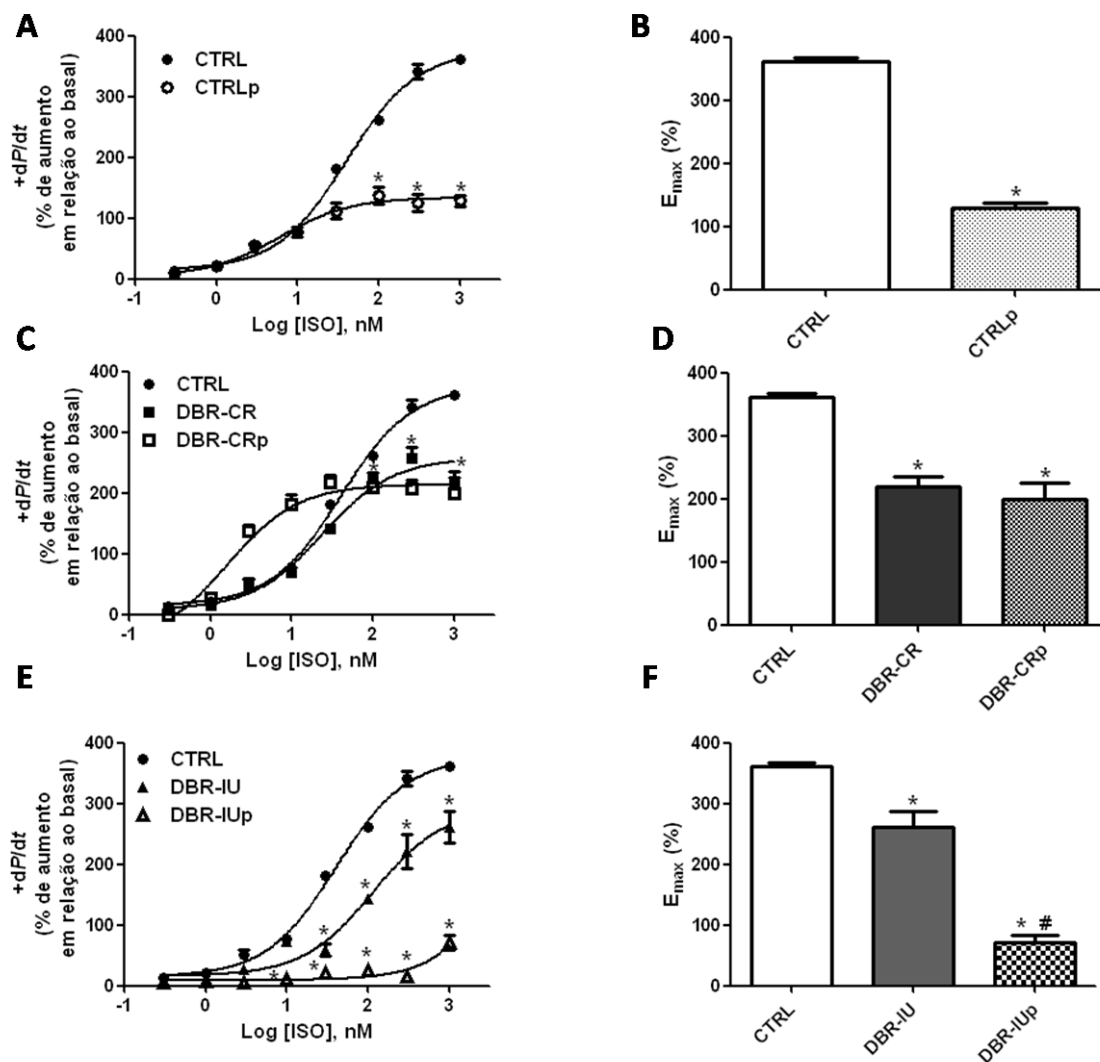 A
CTRL
CTRLp
+dP/dt
(% de aumento
em relação ao basal)
400
300
200
100
0
* * *
-1 0 1 2 3
Log [ISO], nM
B
Emax (%)
400
300
200
100
0
*
CTRL
CTRLp
C
CTRL
DBR-CR
DBR-CRp
+dP/dt
(% de aumento
em relação ao basal)
400
300
200
100
0
* * *
-1 0 1 2 3
Log [ISO], nM
D
Emax (%)
400
300
200
100
0
* *
CTRL
DBR-CR
DBR-CRp
E
CTRL
DBR-IU
DBR-IUp
+dP/dt
(% de aumento
em relação ao basal)
400
300
200
100
0
* * * *
* * * * *
-1 0 1 2 3
Log [ISO], nM
F
Emax (%)
400
300
200
100
0
*
* #
CTRL
DBR-IU
DBR-IUp